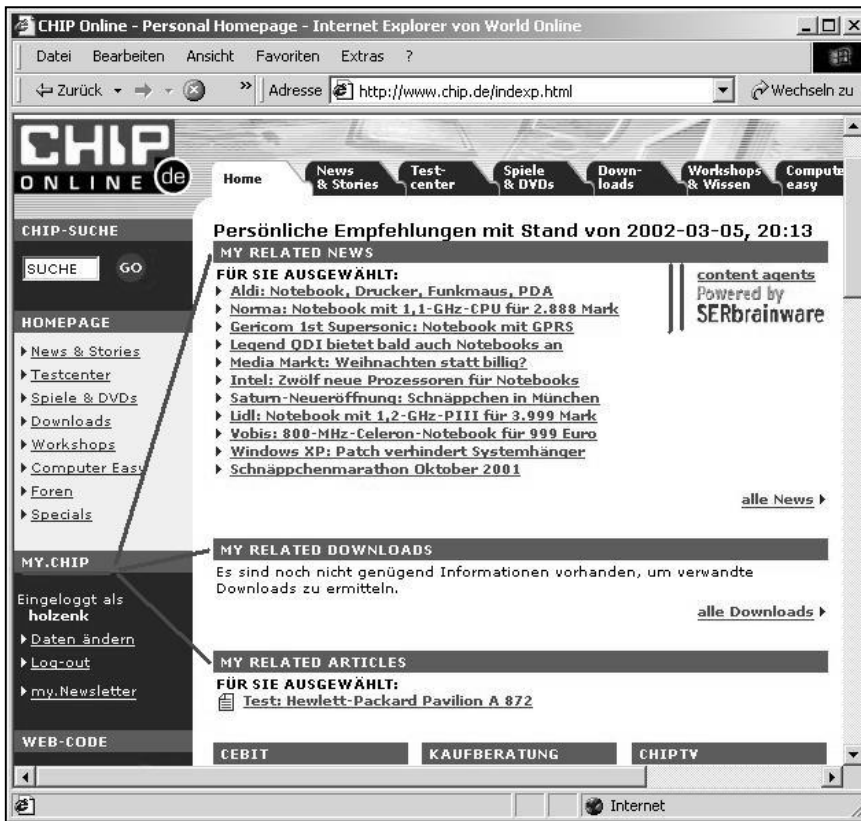 CHIP Online - Personal Homepage - Internet Explorer von World Online
Datei Bearbeiten Ansicht Favoriten Extras ?
Zurück » Adresse http://www.chip.de/indexp.html Wechseln zu
CHIP
ONLINE de
Home
News & Stories
Test-center
Spiele & DVDs
Down-loads
Workshops & Wissen
Compute easy
CHIP-SUCHE
SUCHE GO
HOMEPAGE
News & Stories
Testcenter
Spiele & DVDs
Downloads
Workshops
Computer Easy
Foren
Specials
MY.CHIP
Eingeloggt als
holzenk
Daten ändern
Log-out
my.Newsletter
WEB-CODE
Persönliche Empfehlungen mit Stand von 2002-03-05, 20:13
MY RELATED NEWS
FÜR SIE AUSGEWÄHLT:
Aldi: Notebook, Drucker, Funkmaus, PDA
Norma: Notebook mit 1,1-GHz-CPU für 2.888 Mark
Gericom 1st Supersonic: Notebook mit GPRS
Legend QDI bietet bald auch Notebooks an
Media Markt: Weihnachten statt billig?
Intel: Zwölf neue Prozessoren für Notebooks
Saturn-Neueröffnung: Schnäppchen in München
Lidl: Notebook mit 1,2-GHz-PIII für 3.999 Mark
Vobis: 800-MHz-Celeron-Notebook für 999 Euro
Windows XP: Patch verhindert Systemhänger
Schnäppchenmarathon Oktober 2001
content agents
Powered by
SERbrainware
alle News
MY RELATED DOWNLOADS
Es sind noch nicht genügend Informationen vorhanden, um verwandte
Downloads zu ermitteln.
alle Downloads
MY RELATED ARTICLES
FÜR SIE AUSGEWÄHLT:
Test: Hewlett-Packard Pavilion A 872
CEBIT KAUFBERATUNG CHIPTV
Internet